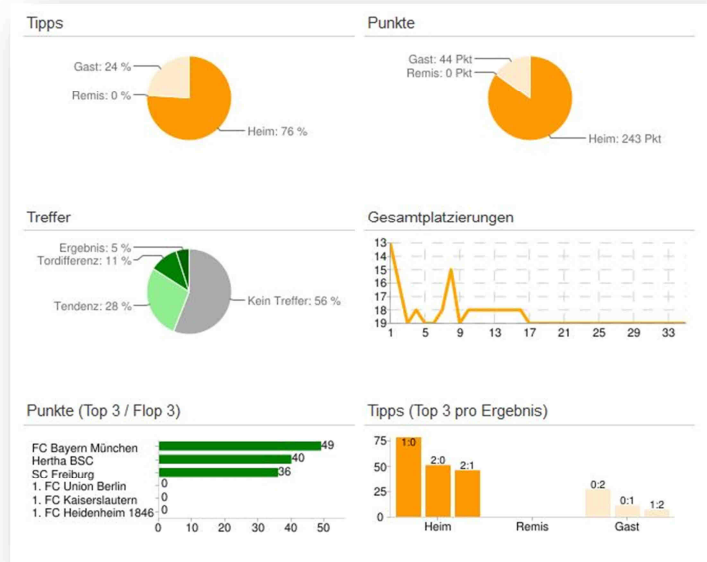 Tipps
Gast: 24 %
Remis: 0 %
Heim: 76 %
Punkte
Gast: 44 Pkt
Remis: 0 Pkt
Heim: 243 Pkt
Treffer
Ergebnis: 5 %
Tordifferenz: 11 %
Tendenz: 28 %
Kein Treffer: 56 %
Gesamtplatzierungen
13
14
15
16
17
18
19
1 5 9 13 17 21 25 29 33
Punkte (Top 3 / Flop 3)
FC Bayern München 49
Hertha BSC 40
SC Freiburg 36
1. FC Union Berlin 0
1. FC Kaiserslautern 0
1. FC Heidenheim 1846 0
0 10 20 30 40 50
Tipps (Top 3 pro Ergebnis)
75
50
25
0
1:0 2:0 2:1
0:2 0:1 1:2
Heim Remis Gast